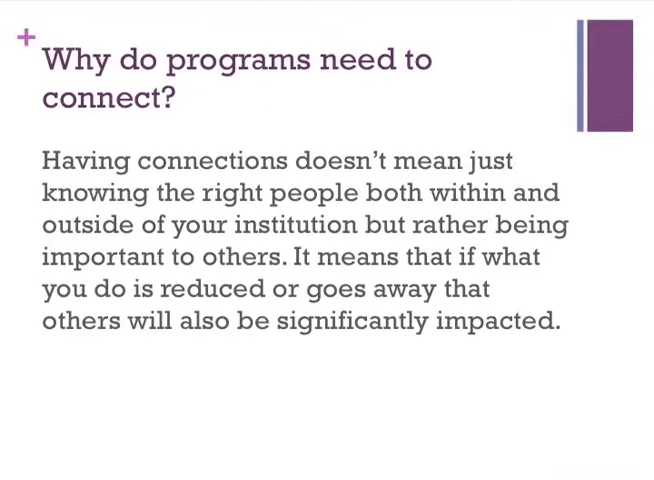 +
Why do programs need to
connect?
Having connections doesn’t mean just
knowing the right people both within and
outside of your institution but rather being
important to others. It means that if what
you do is reduced or goes away that
others will also be significantly impacted.